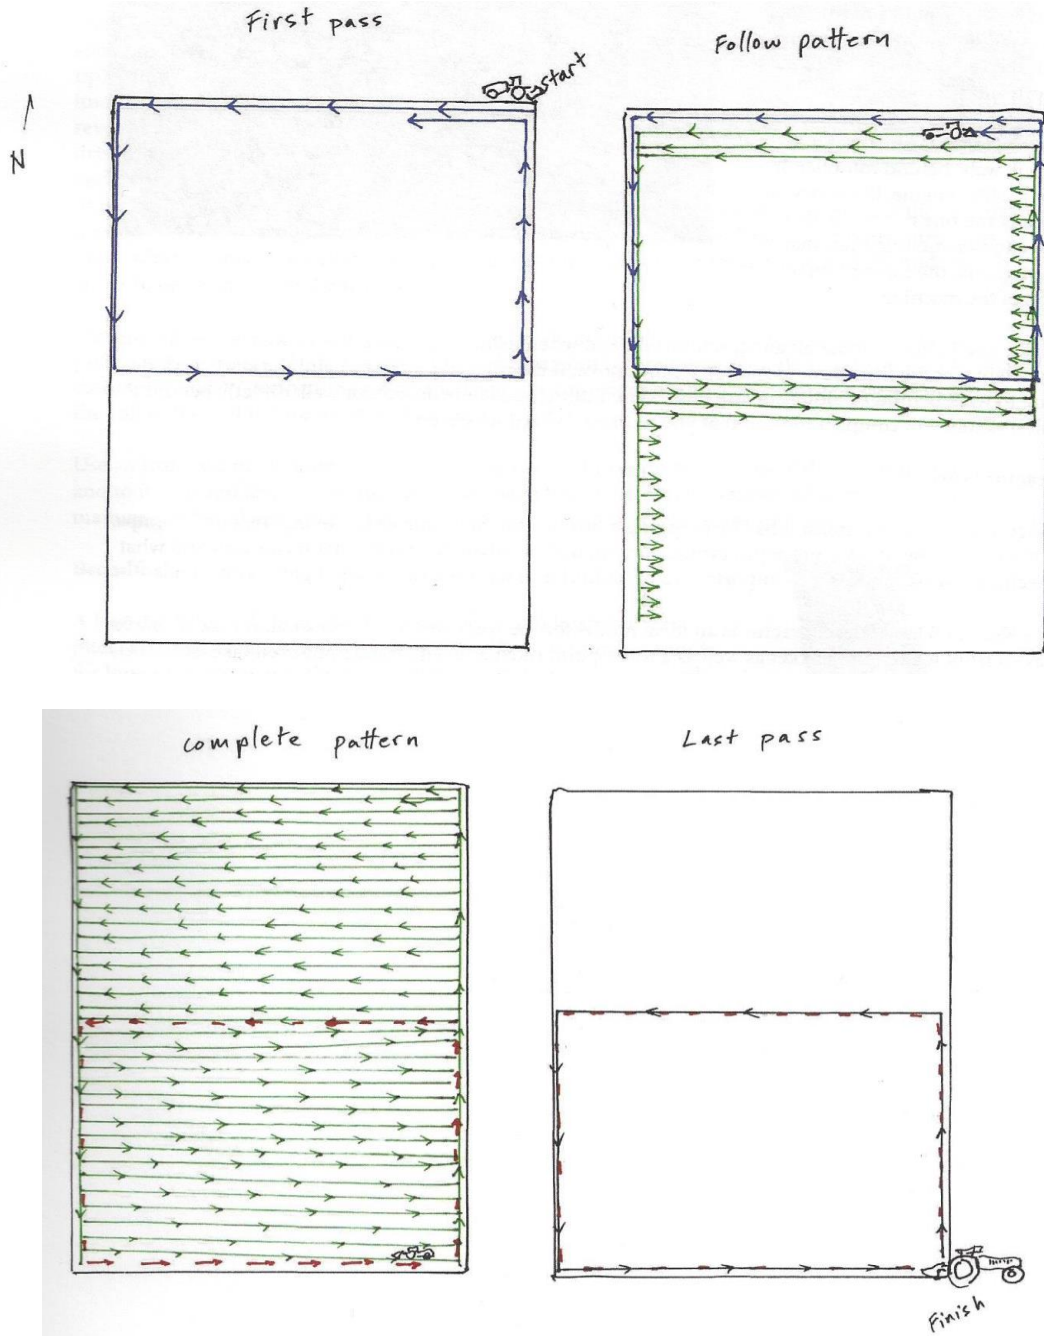 First pass
start
N
Follow pattern
complete pattern
Last pass
Finish